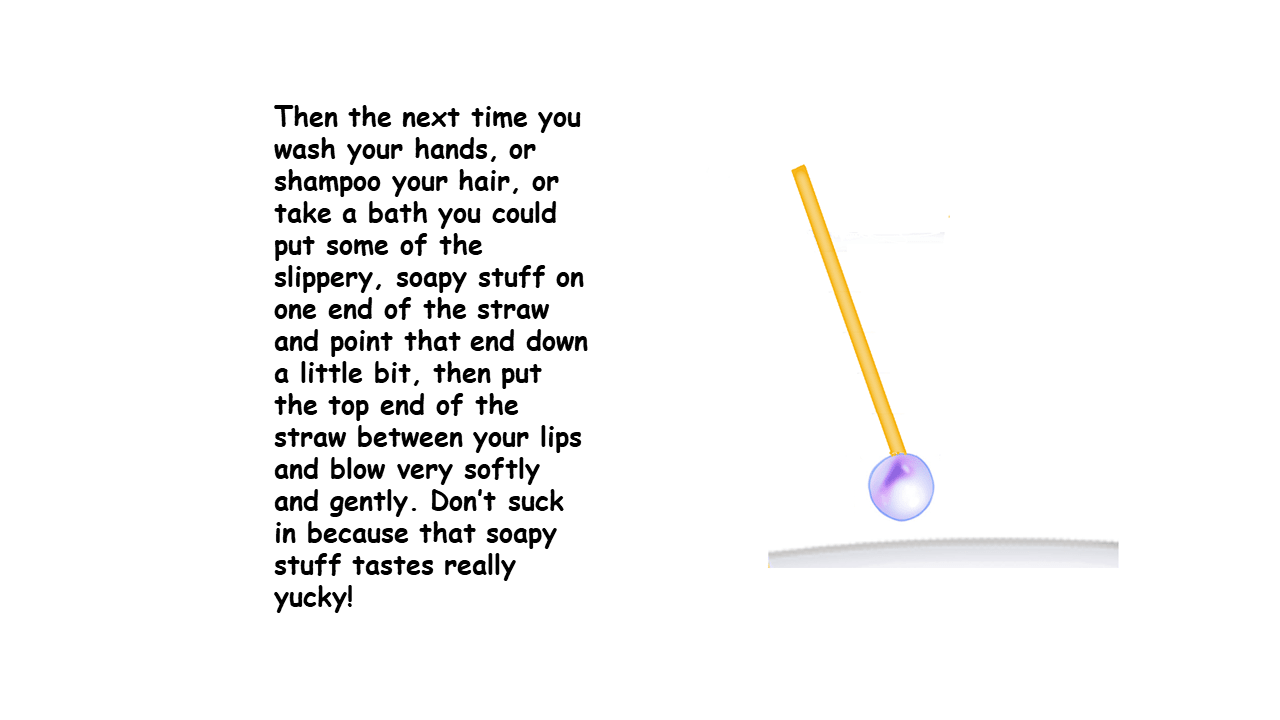 Then the next time you
wash your hands, or
shampoo your hair, or
take a bath you could
put some of the
slippery, soapy stuff on
one end of the straw
and point that end down
a little bit, then put
the top end of the
straw between your lips
and blow very softly
and gently. Don’t suck
in because that soapy
stuff tastes really
yucky!